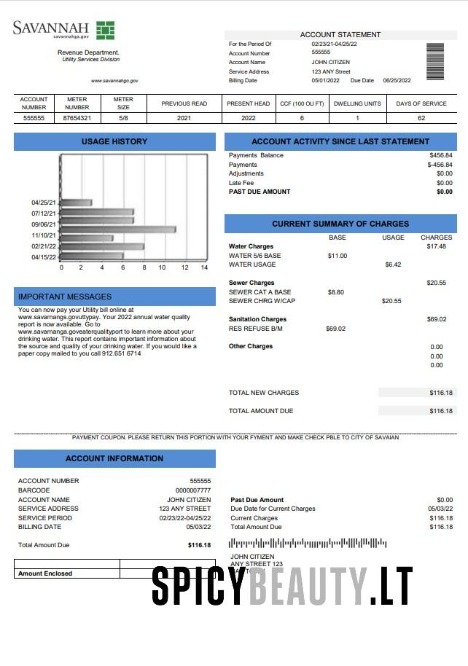 SAVANNAH
savannahga.gov
Revenue Department.
Utility Services Division
www.savannahgo.gov
ACCOUNT STATEMENT
For the Period Of 02/23/21-04/25/22
Account Number 555555
Account Name JOHN CITIZEN
Service Address 123 ANY Street
Billing Date 05/01/2022 Due Date 06/25/2022
ACCOUNT NUMBER METER NUMBER METER SIZE PREVIOUS READ PRESENT HEAD CCF (100 OU FT) DWELLING UNITS DAYS OF SERVICE
555555 87654321 5/8 2021 2022 6 1 62
USAGE HISTORY
04/25/21
07/12/21
09/06/21
11/10/21
02/21/22
04/15/22
0 2 4 6 8 10 12 14
IMPORTANT MESSAGES
You can now pay your Utility bill online at
www.savarnanga.govuttypay. Your 2022 annual water quality
report is now available. Go to
www.savarnanga.goveaterqualityport to learn more about your
drinking water. This report contains important information about
the source and quality of your drinking water. If you would like a
paper copy mailed to you call 912.651 6714
ACCOUNT ACTIVITY SINCE LAST STATEMENT
Payments Balance $456.84
Payments $-456.84
Adjustments $0.00
Late Fee $0.00
PAST DUE AMOUNT $0.00
CURRENT SUMMARY OF CHARGES
BASE USAGE CHARGES
Water Charges $17.48
WATER 5/6 BASE $11.00
WATER USAGE $6.42
Sewer Charges $20.55
SEWER CAT A BASE $8.80
SEWER CHRG W/CAP $20.55
Sanitation Charges $69.02
RES REFUSE B/M $69.02
Other Charges 0.00
0.00
0.00
TOTAL NEW CHARGES $116.18
TOTAL AMOUNT DUE $116.18
PAYMENT COUPON. PLEASE RETURN THIS PORTION WITH YOUR FYMENT AND MAKE CHECK PBLE TO CITY OF SAVAIAN
ACCOUNT INFORMATION
ACCOUNT NUMBER 555555
BARCODE 0000007777
ACCOUNT NAME JOHN CITIZEN
SERVICE ADDRESS 123 ANY STREET
SERVICE PERIOD 02/23/22-04/25/22
BILLING DATE 05/03/22
Total Amount Due $116.18
Amount Enclosed
Past Due Amount $0.00
Due Date for Current Charges 05/03/22
Current Charges $116.18
Total Amount Due $116.18
JOHN CITIZEN
ANY STREET 123
SPICYBEAUTY.LT